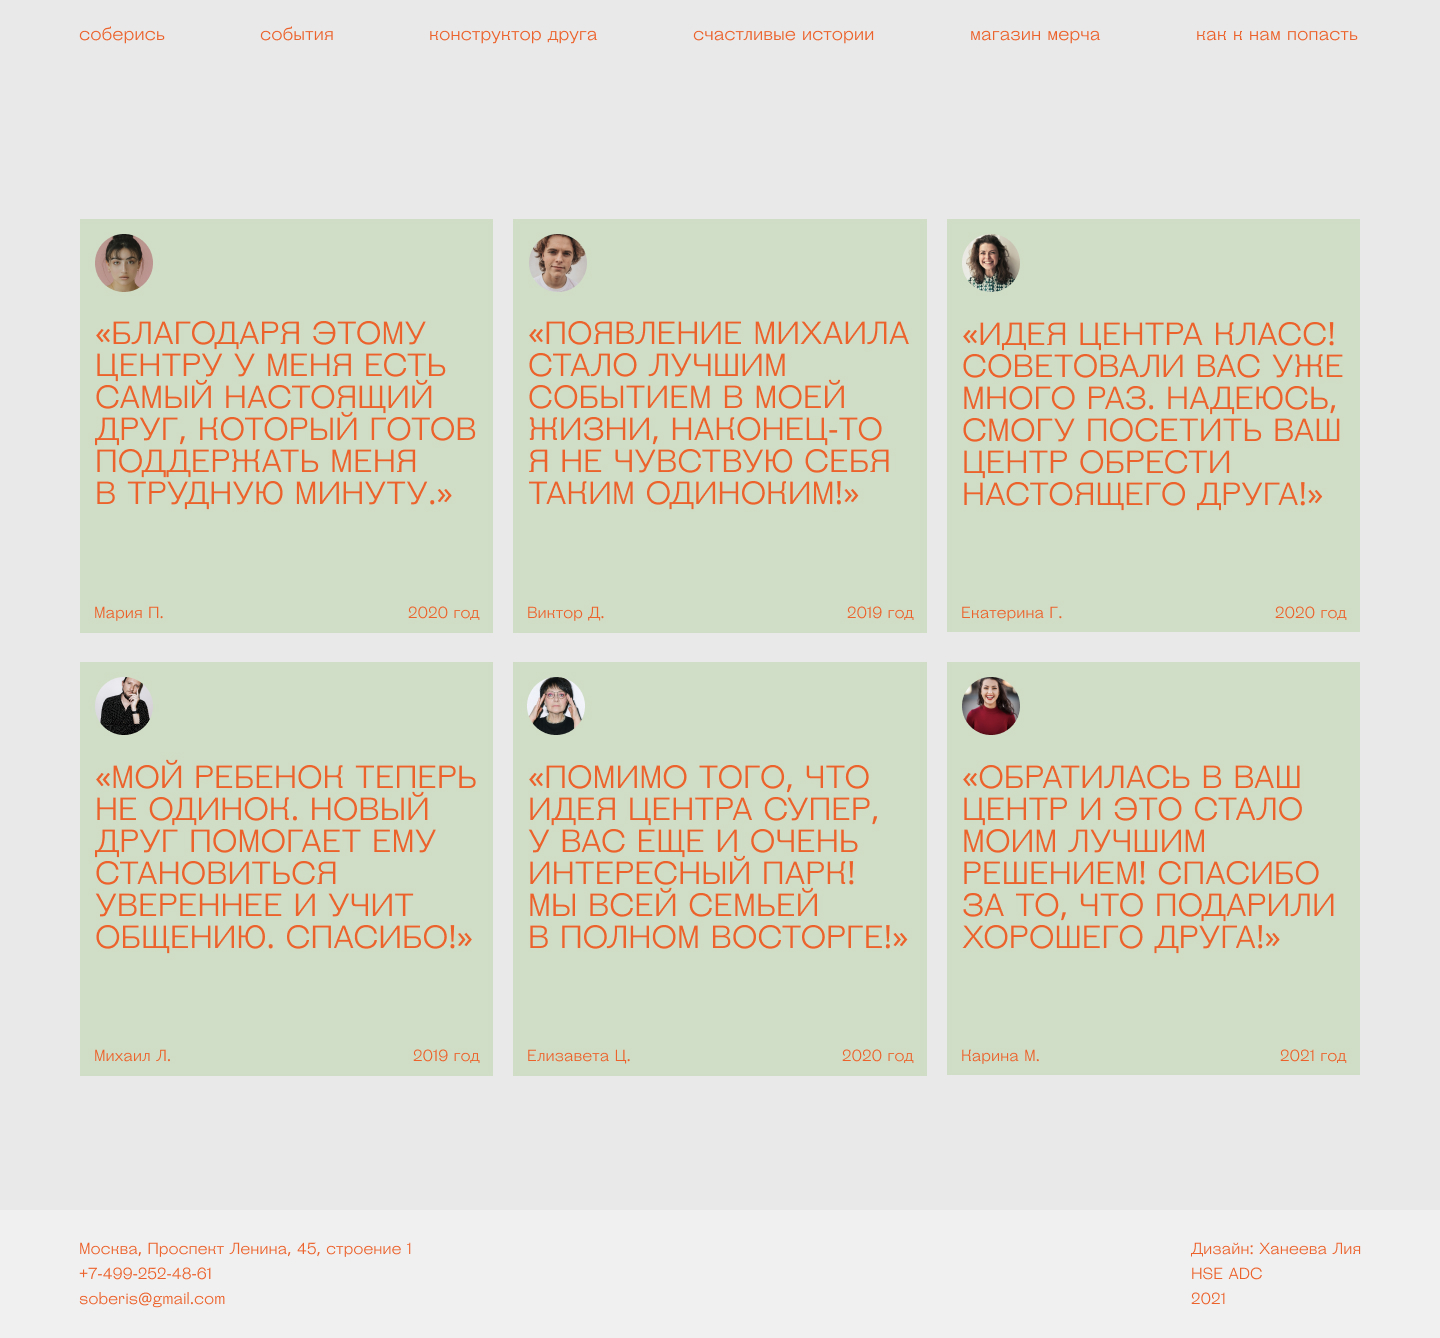 соберись
события
конструктор друга
счастливые истории
магазин мерча
как к нам попасть
«БЛАГОДАРЯ ЭТОМУ
ЦЕНТРУ У МЕНЯ ЕСТЬ
САМЫЙ НАСТОЯЩИЙ
ДРУГ, КОТОРЫЙ ГОТОВ
ПОДДЕРЖАТЬ МЕНЯ
В ТРУДНУЮ МИНУТУ.»
Мария П.
2020 год
«ПОЯВЛЕНИЕ МИХАИЛА
СТАЛО ЛУЧШИМ
СОБЫТИЕМ В МОЕЙ
ЖИЗНИ, НАКОНЕЦ-ТО
Я НЕ ЧУВСТВУЮ СЕБЯ
ТАКИМ ОДИНОКИМ!»
Виктор Д.
2019 год
«ИДЕЯ ЦЕНТРА КЛАСС!
СОВЕТОВАЛИ ВАС УЖЕ
МНОГО РАЗ. НАДЕЮСЬ,
СМОГУ ПОСЕТИТЬ ВАШ
ЦЕНТР ОБРЕСТИ
НАСТОЯЩЕГО ДРУГА!»
Екатерина Г.
2020 год
«МОЙ РЕБЕНОК ТЕПЕРЬ
НЕ ОДИНОК. НОВЫЙ
ДРУГ ПОМОГАЕТ ЕМУ
СТАНОВИТЬСЯ
УВЕРЕННЕЕ И УЧИТ
ОБЩЕНИЮ. СПАСИБО!»
Михаил Л.
2019 год
«ПОМИМО ТОГО, ЧТО
ИДЕЯ ЦЕНТРА СУПЕР,
У ВАС ЕЩЕ И ОЧЕНЬ
ИНТЕРЕСНЫЙ ПАРК!
МЫ ВСЕЙ СЕМЬЕЙ
В ПОЛНОМ ВОСТОРГЕ!»
Елизавета Ц.
2020 год
«ОБРАТИЛАСЬ В ВАШ
ЦЕНТР И ЭТО СТАЛО
МОИМ ЛУЧШИМ
РЕШЕНИЕМ! СПАСИБО
ЗА ТО, ЧТО ПОДАРИЛИ
ХОРОШЕГО ДРУГА!»
Карина М.
2021 год
Москва, Проспект Ленина, 45, строение 1
+7-499-252-48-61
soberis@gmail.com
Дизайн: Ханеева Лия
HSE ADC
2021